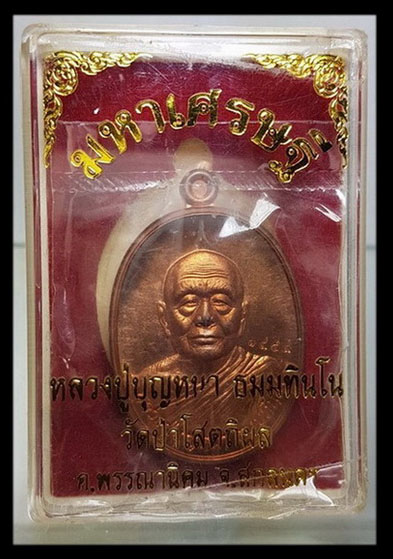 มหาเศรษฐี
หลวงปู่บุญหมา ธมมทินโน
วัดป่าโสตถิผล
อ.พรรณานิคม จ.สกลนคร